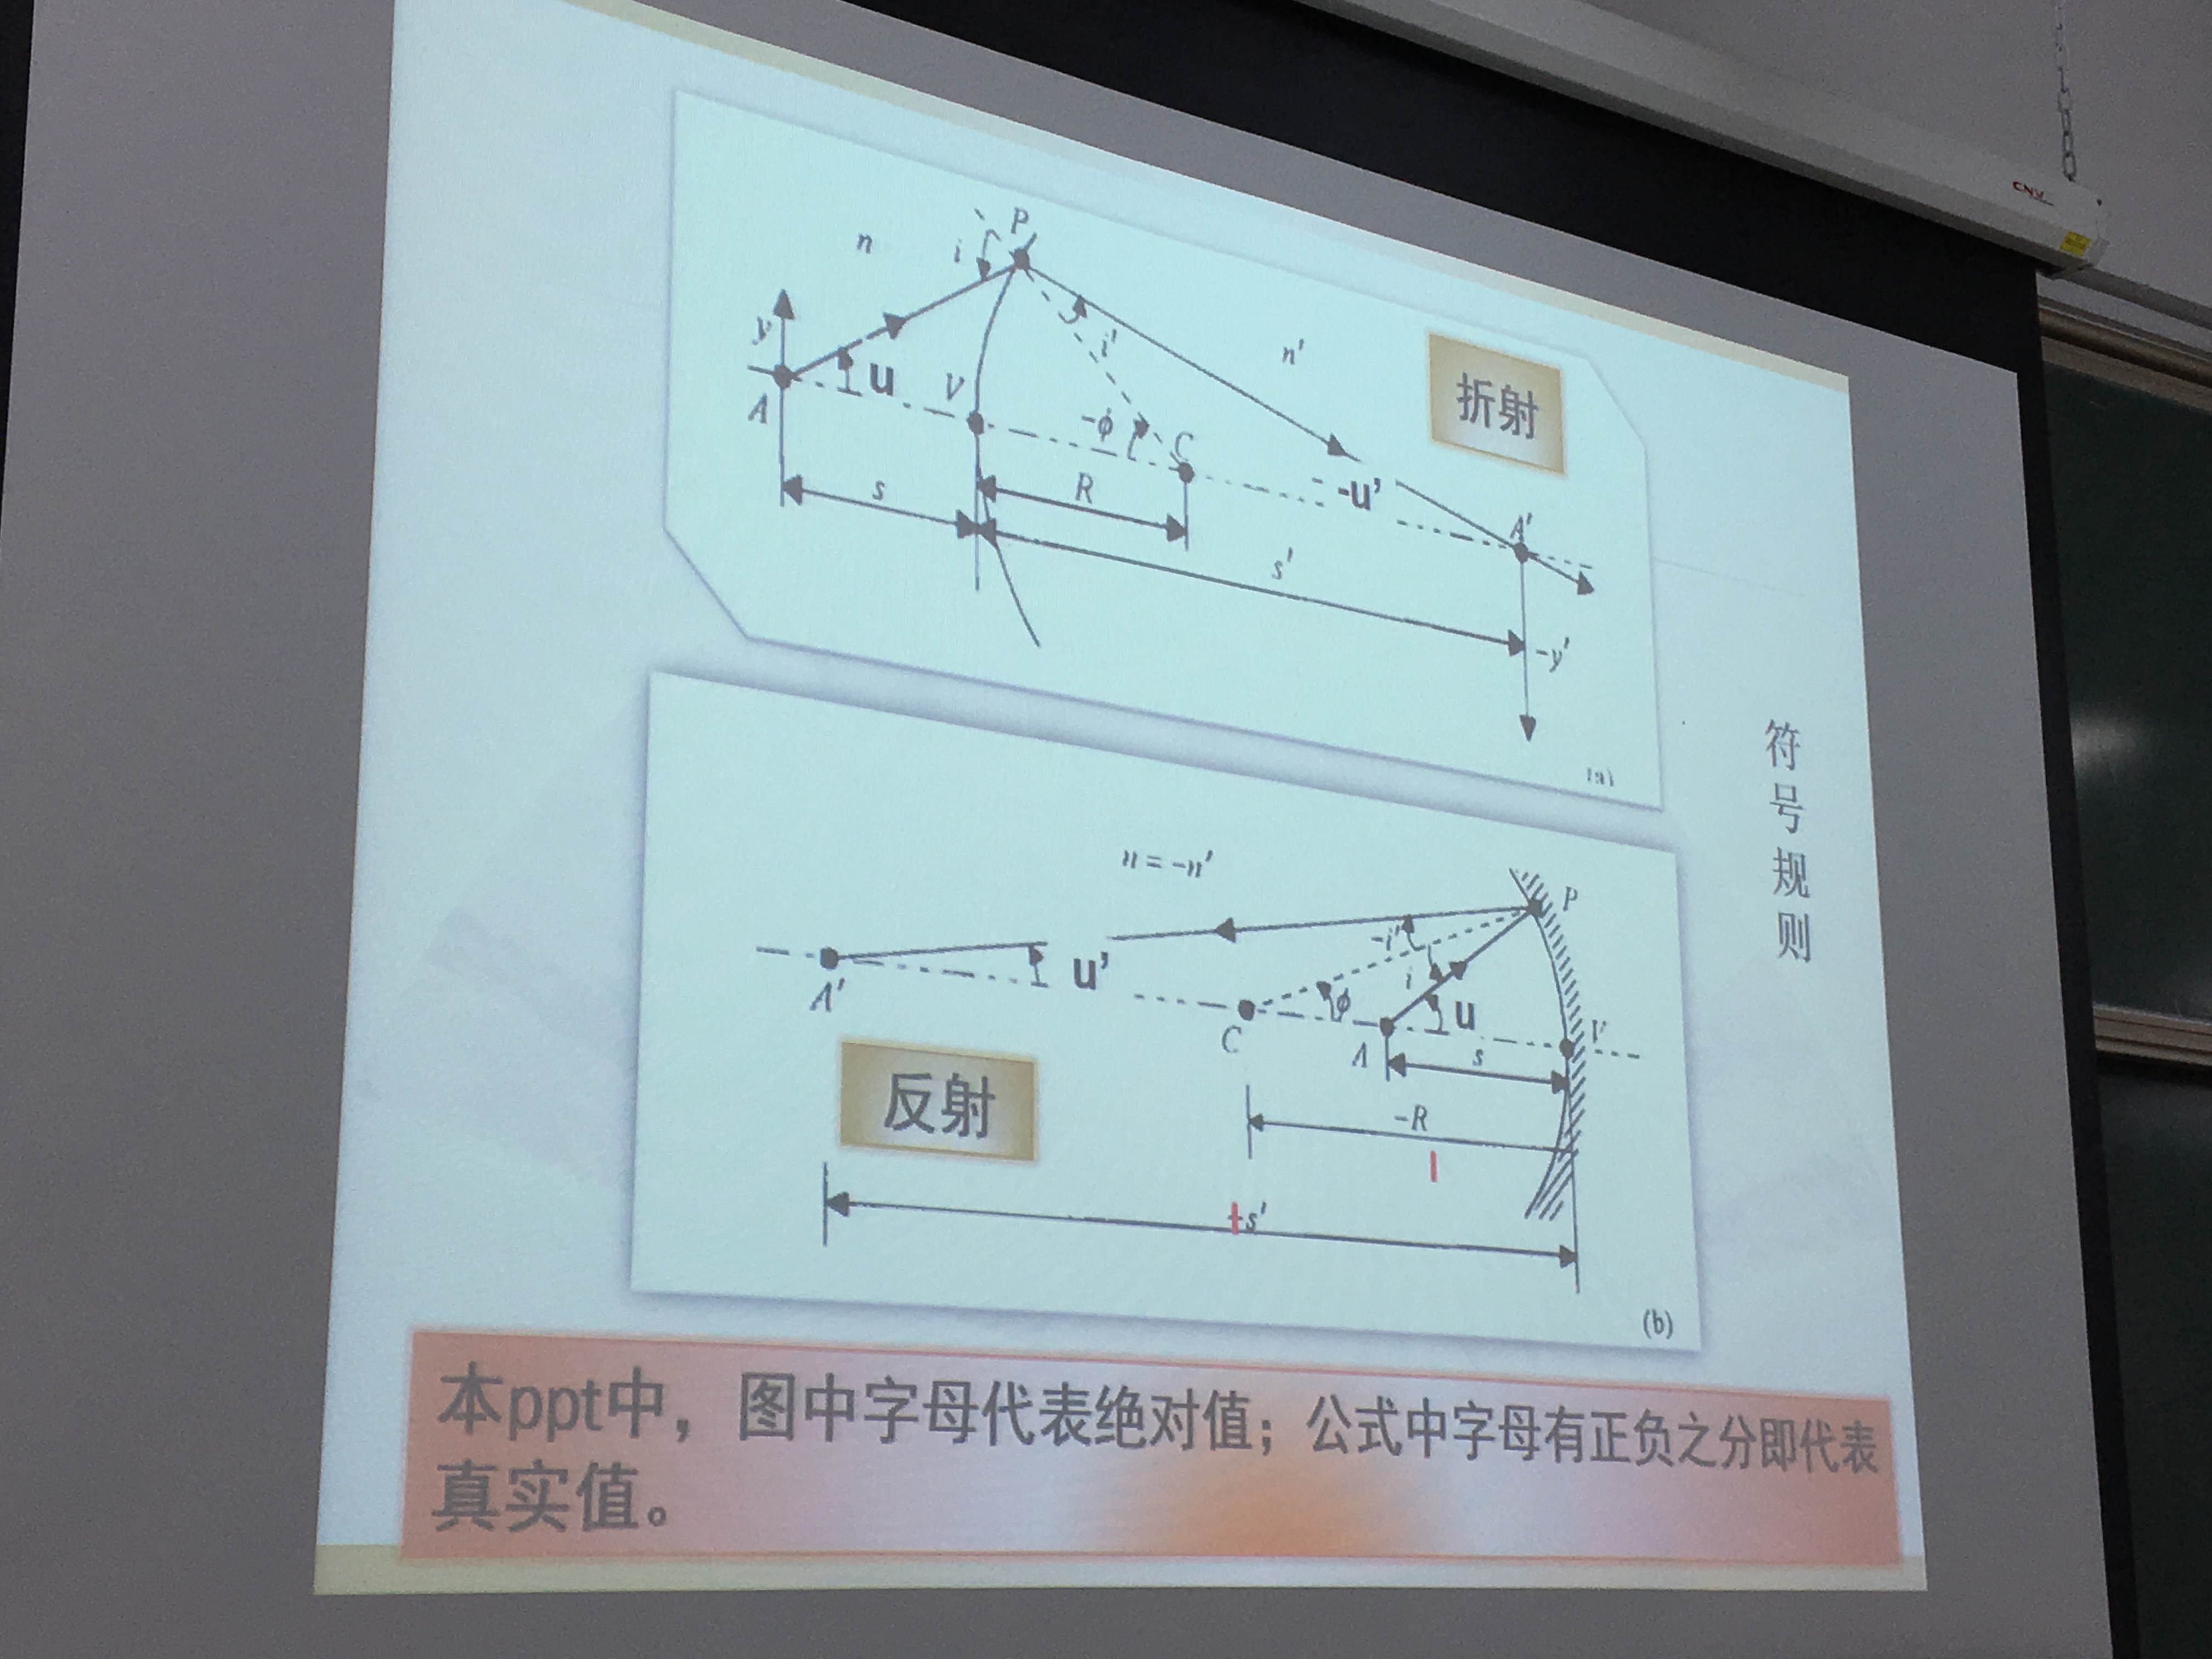 CNV
P
n
i
y
i'
n'
折射
u
V
A
-ϕ
C
-u'
s
R
A'
s'
-y'
(a)
符号规则
n = -n'
P
-i'
u'
i
A'
ϕ
u
C
A
V
s
反射
-R
s'
(b)
本ppt中，图中字母代表绝对值；公式中字母有正负之分即代表
真实值。